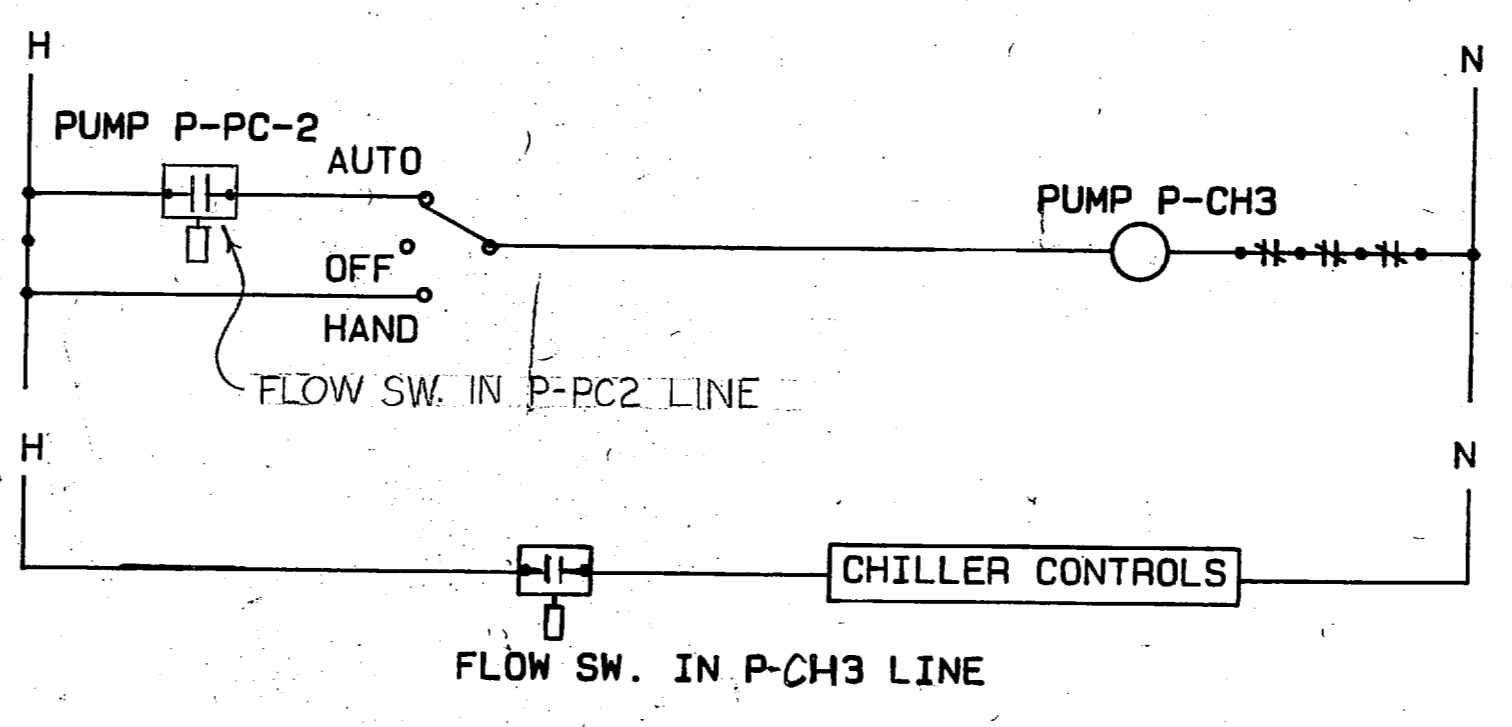 H
N
PUMP P-PC-2
AUTO
PUMP P-CH3
OFF
HAND
FLOW SW. IN P-PC2 LINE
H
N
CHILLER CONTROLS
FLOW SW. IN P-CH3 LINE